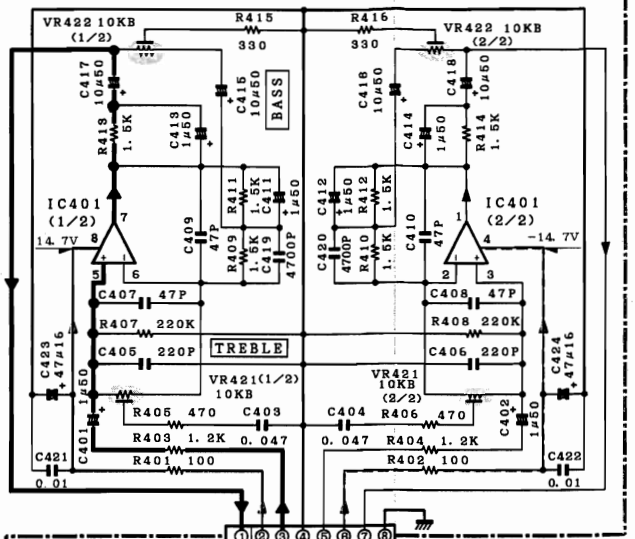 VR422 10KB
(1/2)
R415
330
R416
330
VR422 10KB
(2/2)
C417
10µ50
C415
10µ50
BASS
C418
10µ50
C418
10µ50
R413
1.5K
C413
1µ50
C414
1µ50
R414
1.5K
IC401
(1/2)
7
R411
1.5K
C411
1µ50
C412
1µ50
R412
1.5K
1
IC401
(2/2)
14.7V
8
C409
47P
R409
1.5K
C419
4700P
C420
4700P
R410
1.5K
C410
47P
4
-14.7V
5
+
-
6
2
-
+
3
C407
47P
C408
47P
R407
220K
R408
220K
C405
220P
TREBLE
C406
220P
C423
47µ16
C424
47µ16
VR421(1/2)
10KB
VR421
10KB
(2/2)
C401
1µ50
R405
470
C403
0.047
C404
0.047
R406
470
C402
1µ50
R403
1.2K
R404
1.2K
R401
100
R402
100
C421
0.01
C422
0.01
① ② ③ ④ ⑤ ⑥ ⑦ ⑧